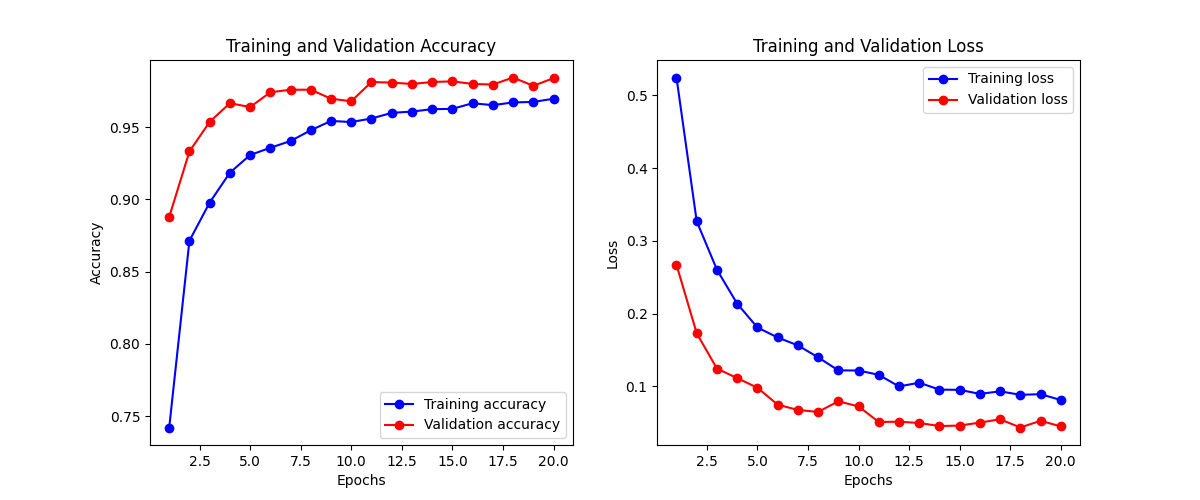 Training and Validation Accuracy
Accuracy
0.95
0.90
0.85
0.80
0.75
Training accuracy
Validation accuracy
2.5 5.0 7.5 10.0 12.5 15.0 17.5 20.0
Epochs
Training and Validation Loss
Loss
0.5
0.4
0.3
0.2
0.1
Training loss
Validation loss
2.5 5.0 7.5 10.0 12.5 15.0 17.5 20.0
Epochs